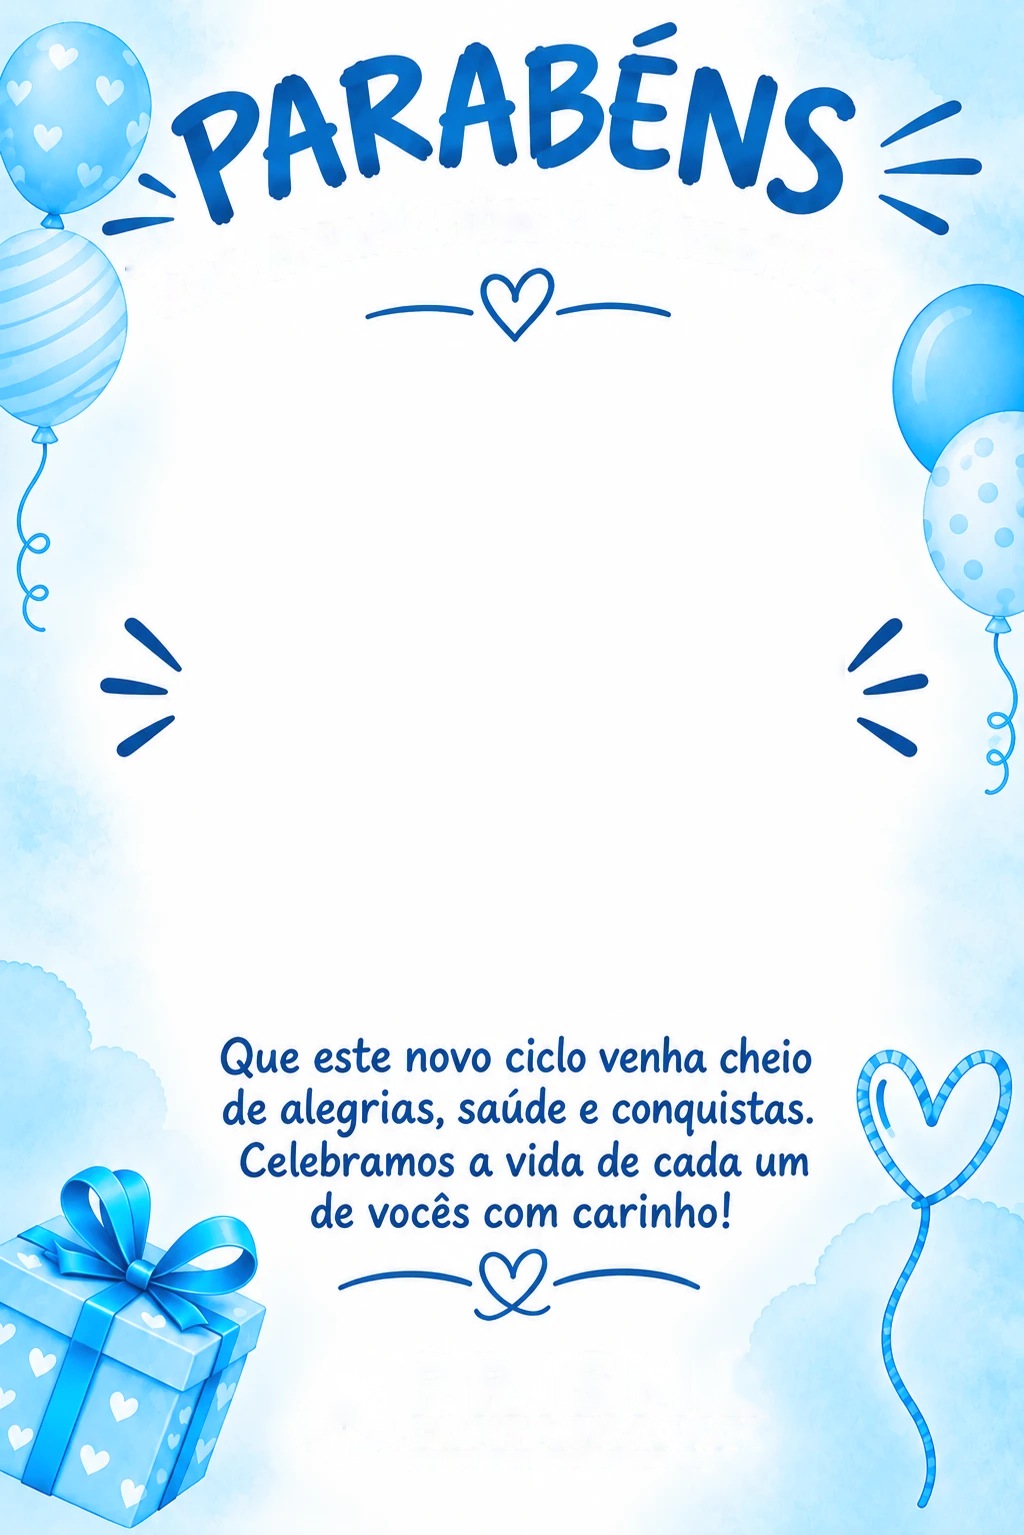 PARABÉNS
Que este novo ciclo venha cheio
de alegrias, saúde e conquistas.
Celebramos a vida de cada um
de vocês com carinho!